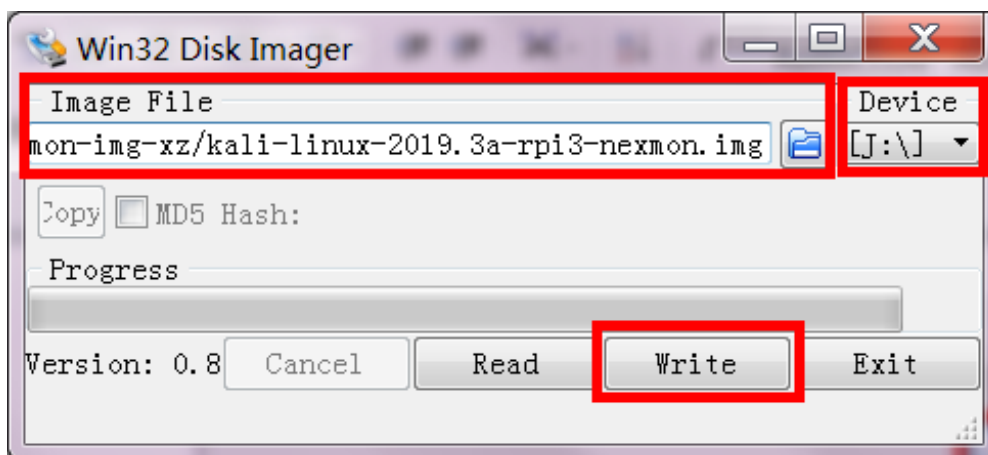 Win32 Disk Imager
Image File
Device
mon-img-xz/kali-linux-2019.3a-rpi3-nexmon.img
[J:\]
Copy MD5 Hash:
Progress
Version: 0.8 Cancel Read Write Exit